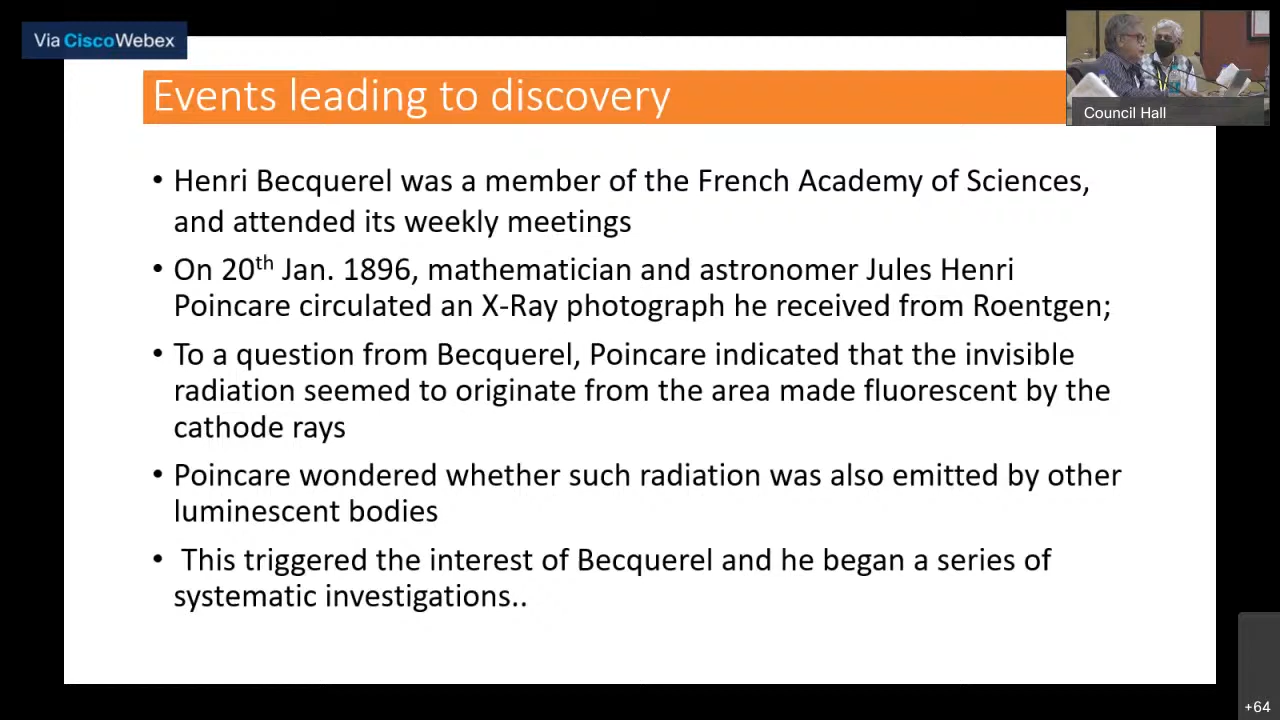 Via CiscoWebex
Council Hall
Events leading to discovery
• Henri Becquerel was a member of the French Academy of Sciences,
and attended its weekly meetings
• On 20th Jan. 1896, mathematician and astronomer Jules Henri
Poincare circulated an X-Ray photograph he received from Roentgen;
• To a question from Becquerel, Poincare indicated that the invisible
radiation seemed to originate from the area made fluorescent by the
cathode rays
• Poincare wondered whether such radiation was also emitted by other
luminescent bodies
• This triggered the interest of Becquerel and he began a series of
systematic investigations..
+64